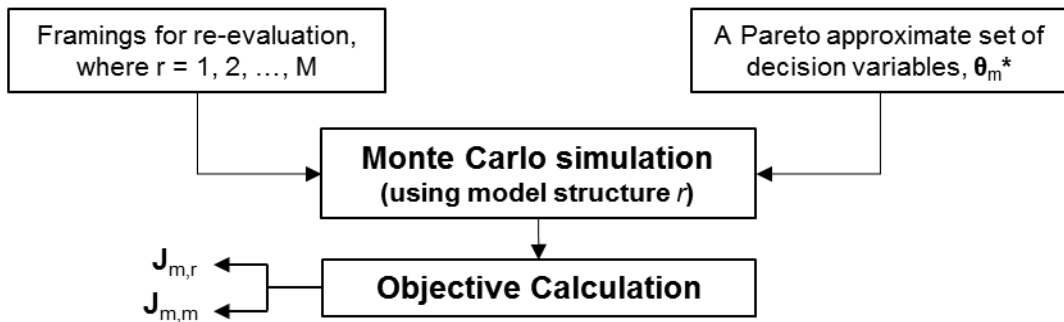 Framings for re-evaluation,
where r = 1, 2, …, M
A Pareto approximate set of
decision variables, θm*
Monte Carlo simulation
(using model structure r)
Jm,r
Jm,m
Objective Calculation